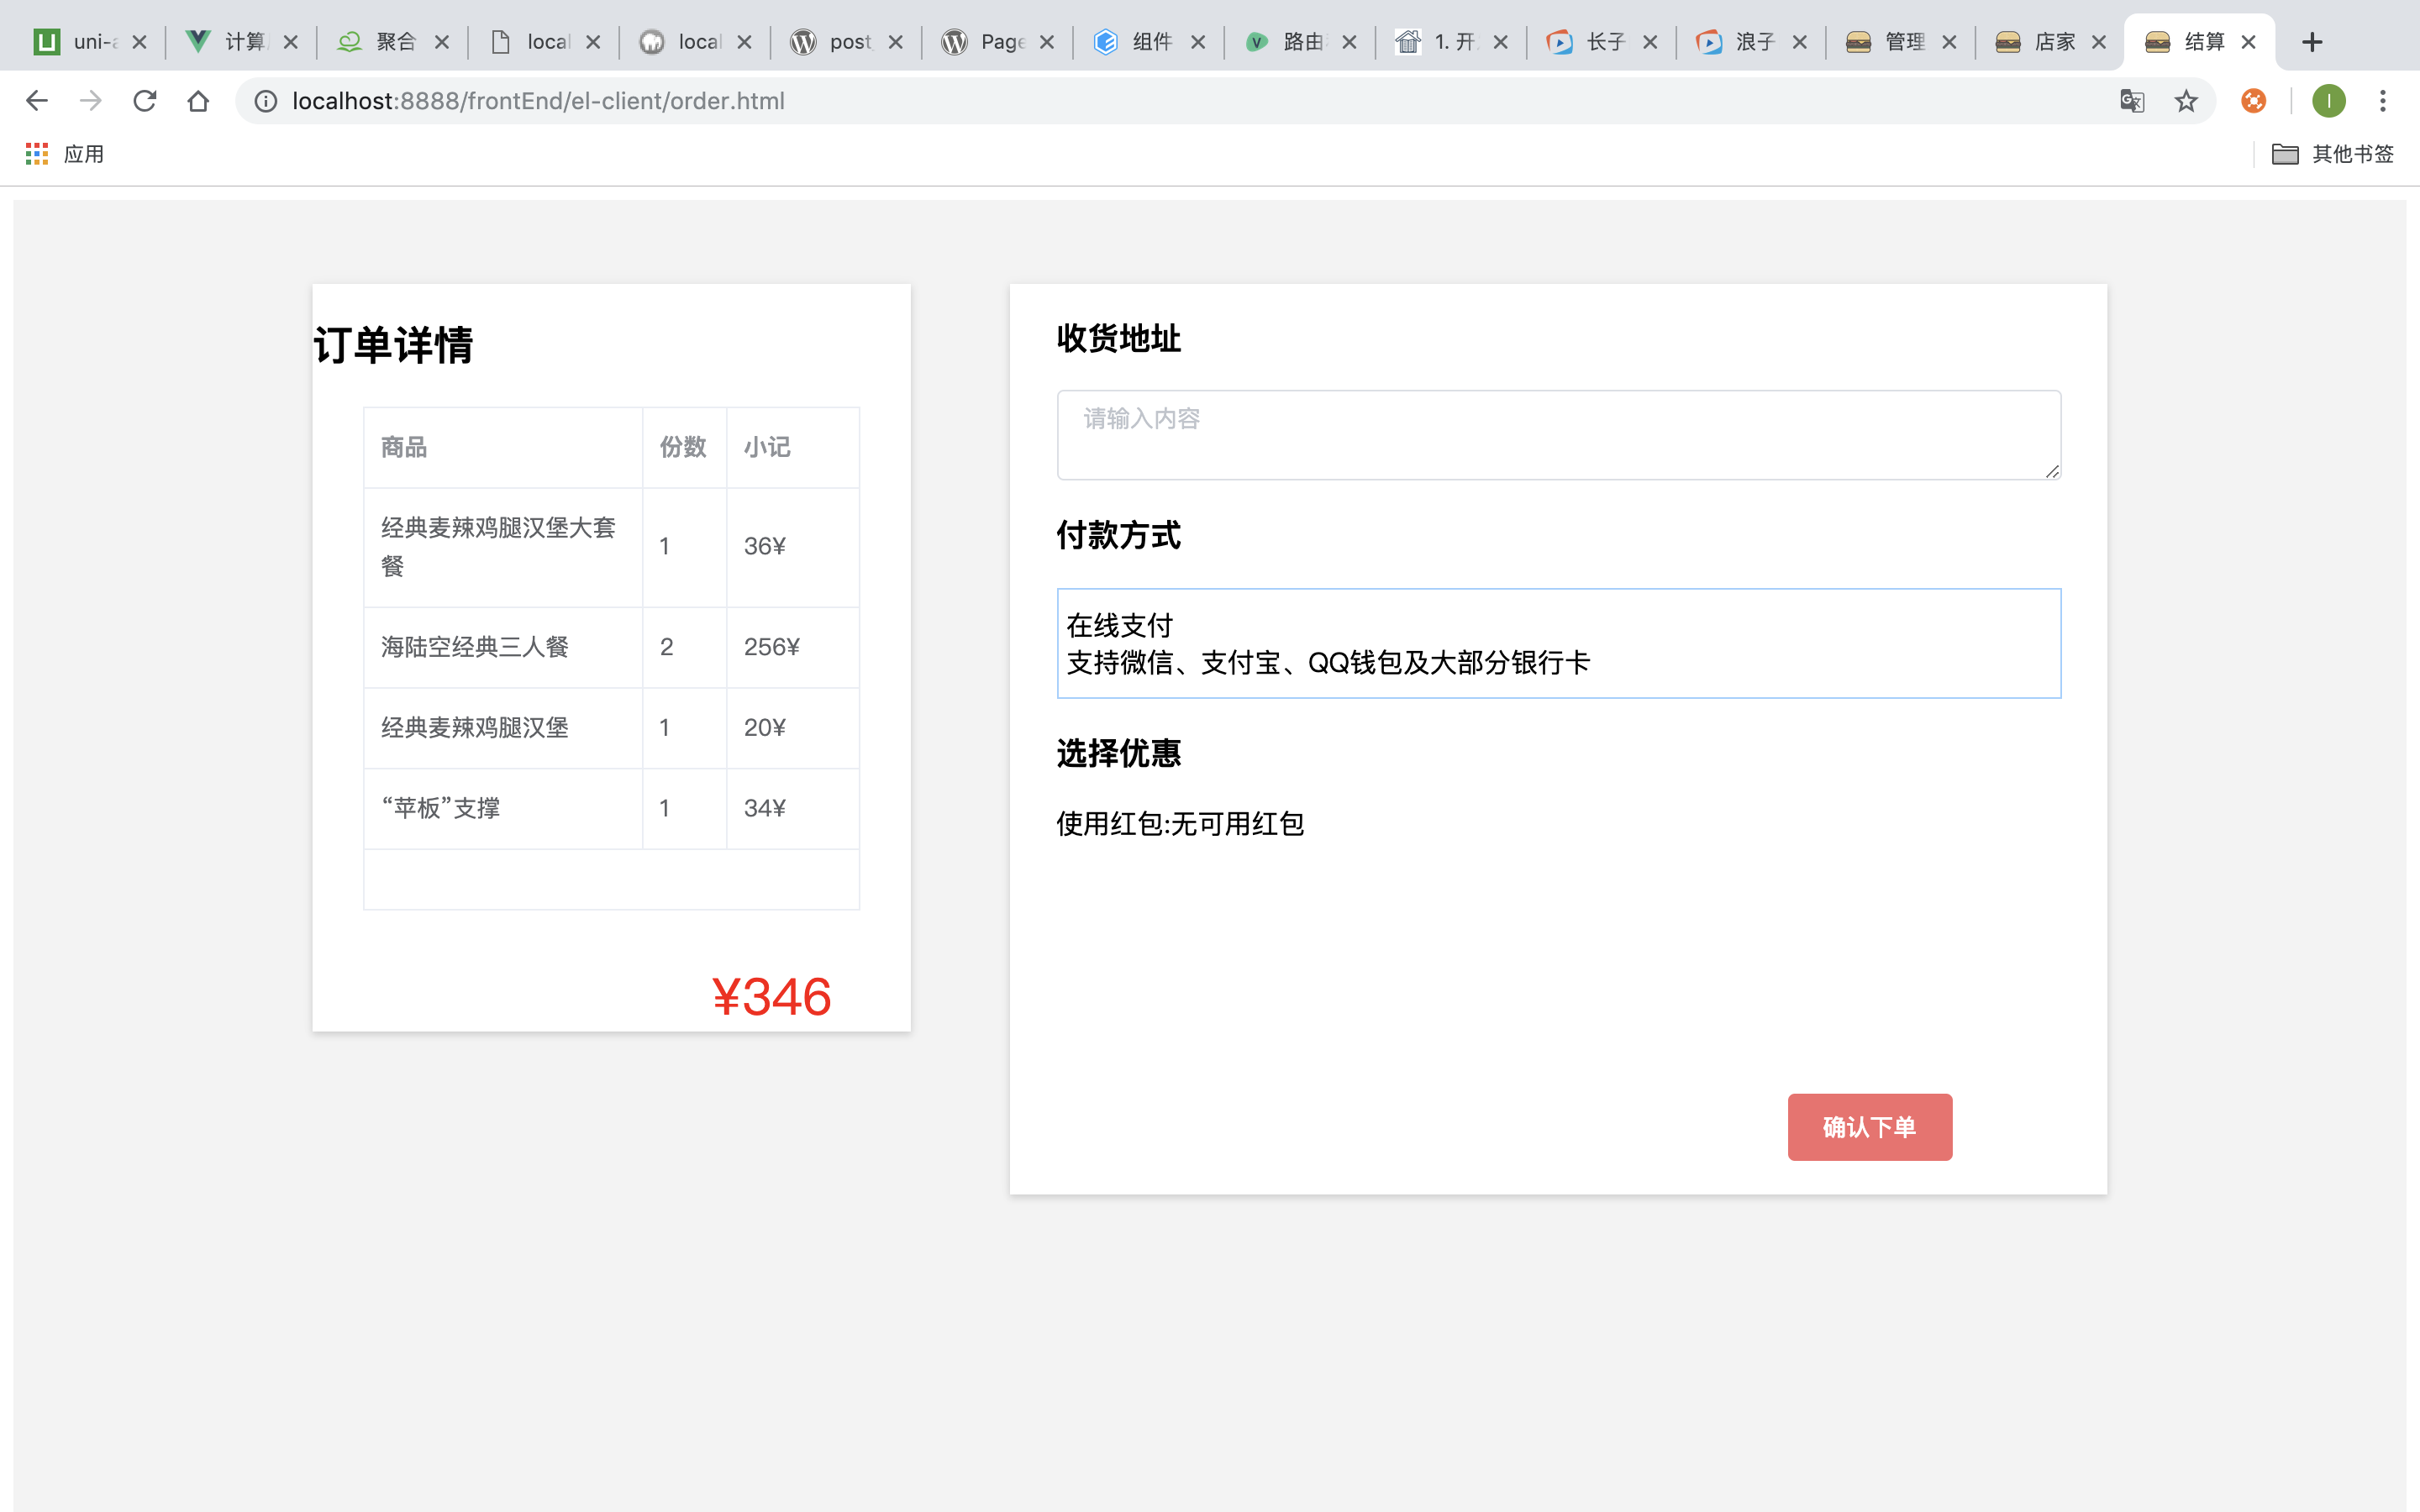 uni-a
计算
聚合
local
local
post_
Page
组件
路由
1. 开
长子
浪子
管理
店家
结算
localhost:8888/frontEnd/el-client/order.html
应用
其他书签
订单详情
商品 份数 小记
经典麦辣鸡腿汉堡大套
餐 1 36¥
海陆空经典三人餐 2 256¥
经典麦辣鸡腿汉堡 1 20¥
“苹板”支撑 1 34¥
¥346
收货地址
请输入内容
付款方式
在线支付
支持微信、支付宝、QQ钱包及大部分银行卡
选择优惠
使用红包:无可用红包
确认下单